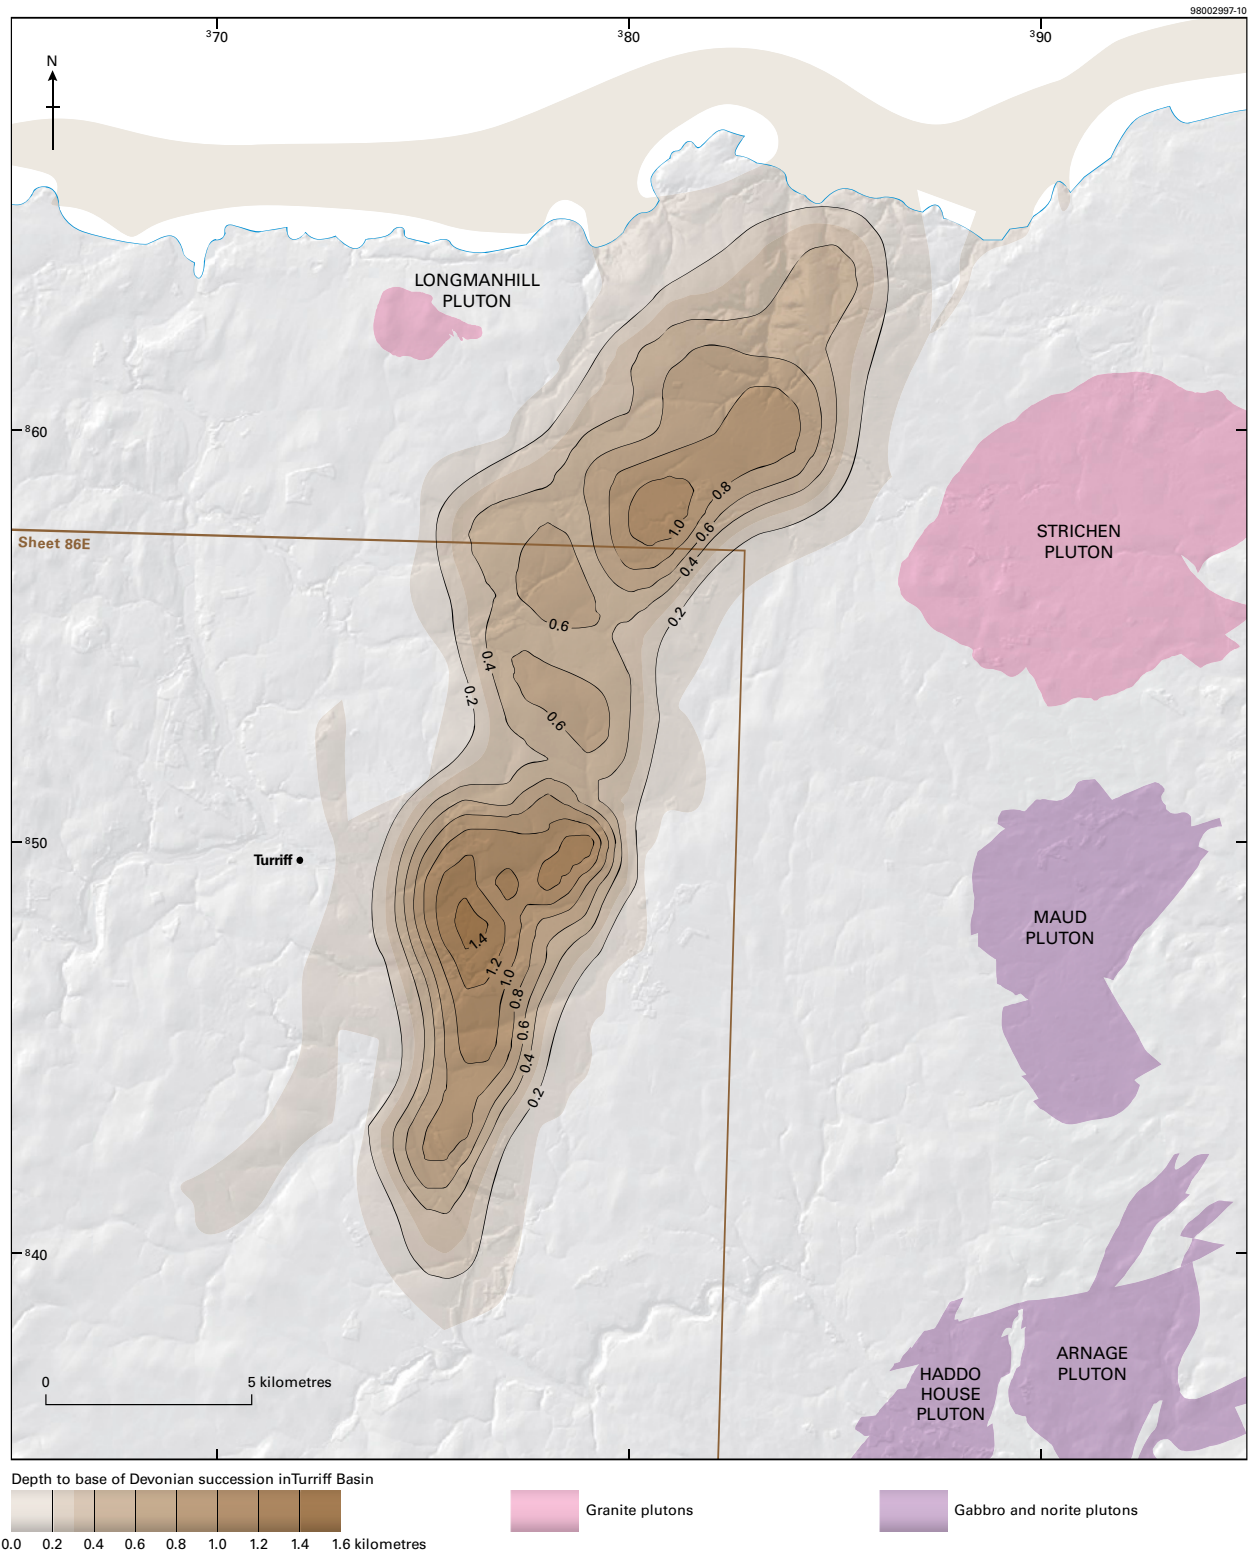 98002997-10
³70
³80
³90
N
LONGMANHILL
PLUTON
⁸60
STRICHEN
PLUTON
Sheet 86E
0.8
1.0
0.6
0.4
0.2
0.6
0.4
0.2
0.6
⁸50
Turriff
MAUD
PLUTON
1.4
1.2
1.0
0.8
0.6
0.4
0.2
⁸40
ARNAGE
PLUTON
HADDO
HOUSE
PLUTON
0 5 kilometres
Depth to base of Devonian succession inTurriff Basin
Granite plutons
Gabbro and norite plutons
0.0 0.2 0.4 0.6 0.8 1.0 1.2 1.4 1.6 kilometres